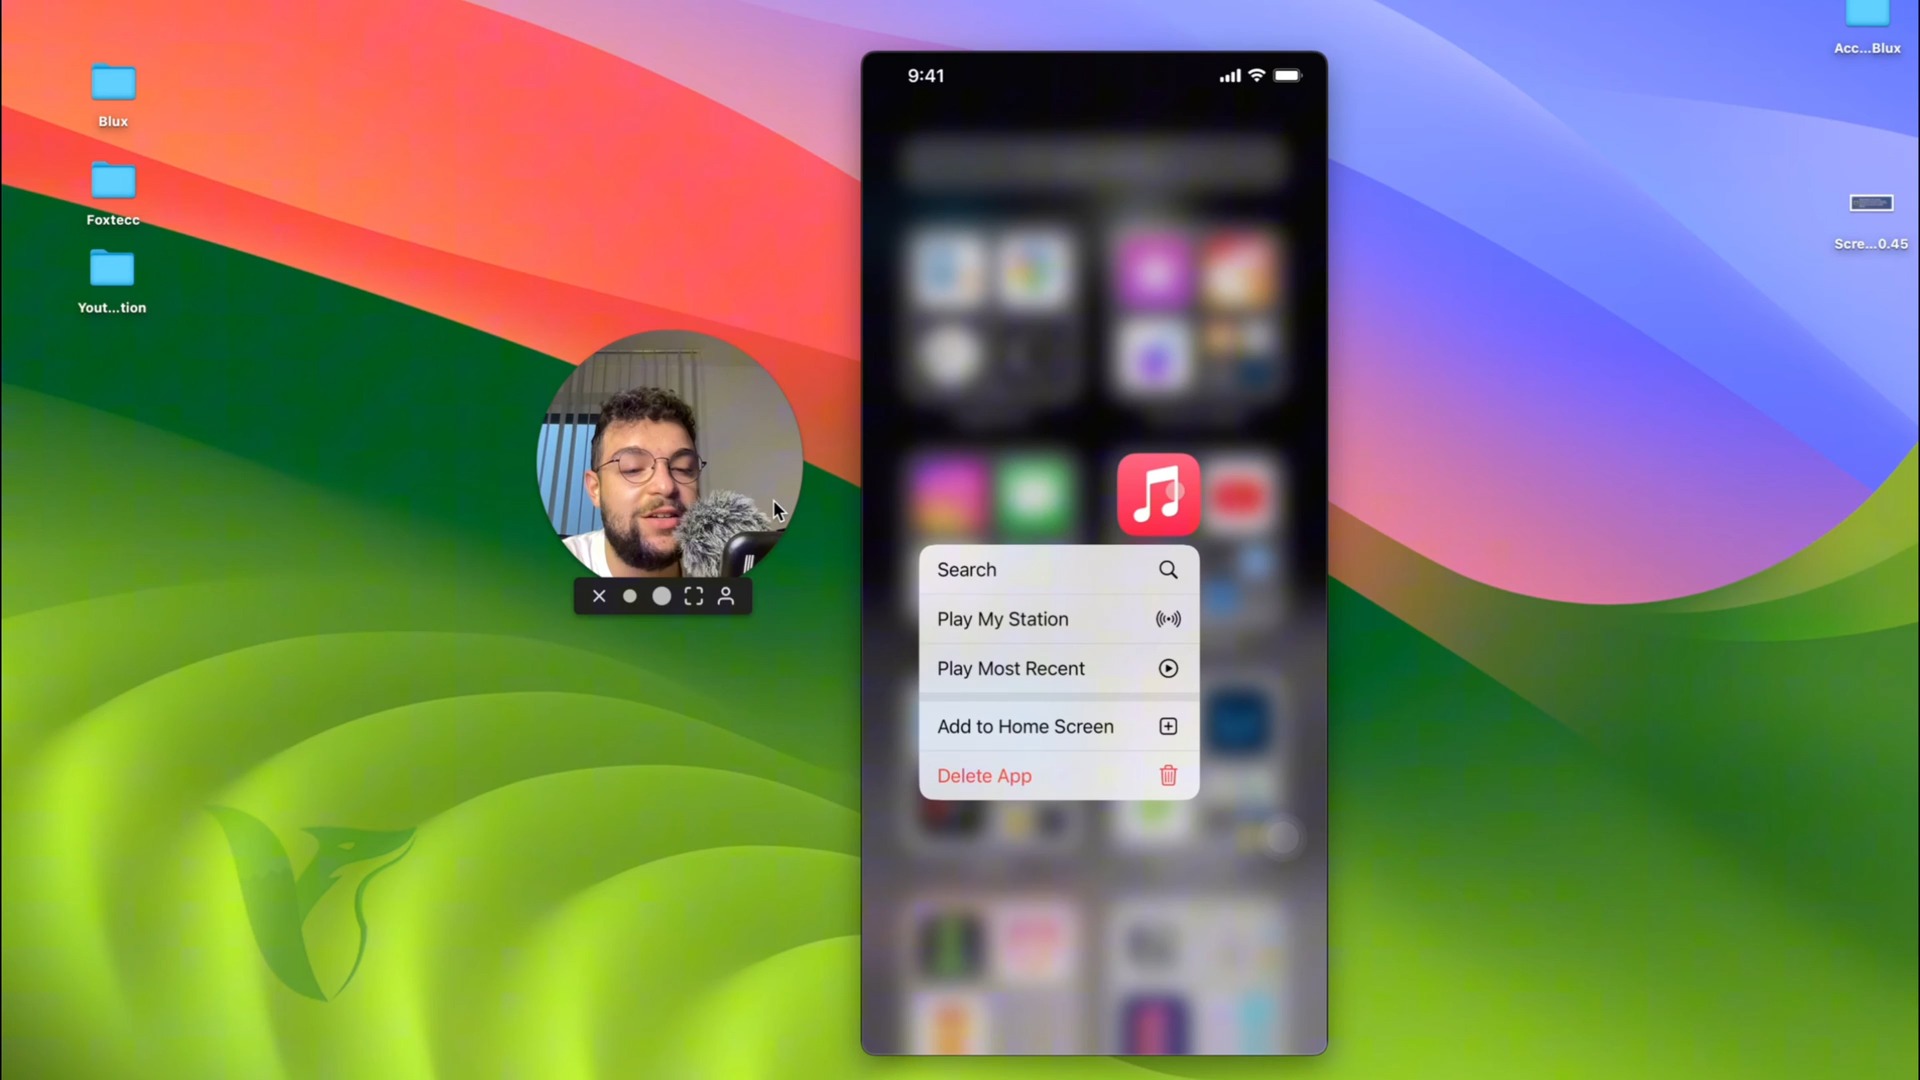 Blux
Foxtecc
Yout...tion
9:41
Search
Play My Station
Play Most Recent
Add to Home Screen
Delete App
Acc...Blux
Scre...0.45